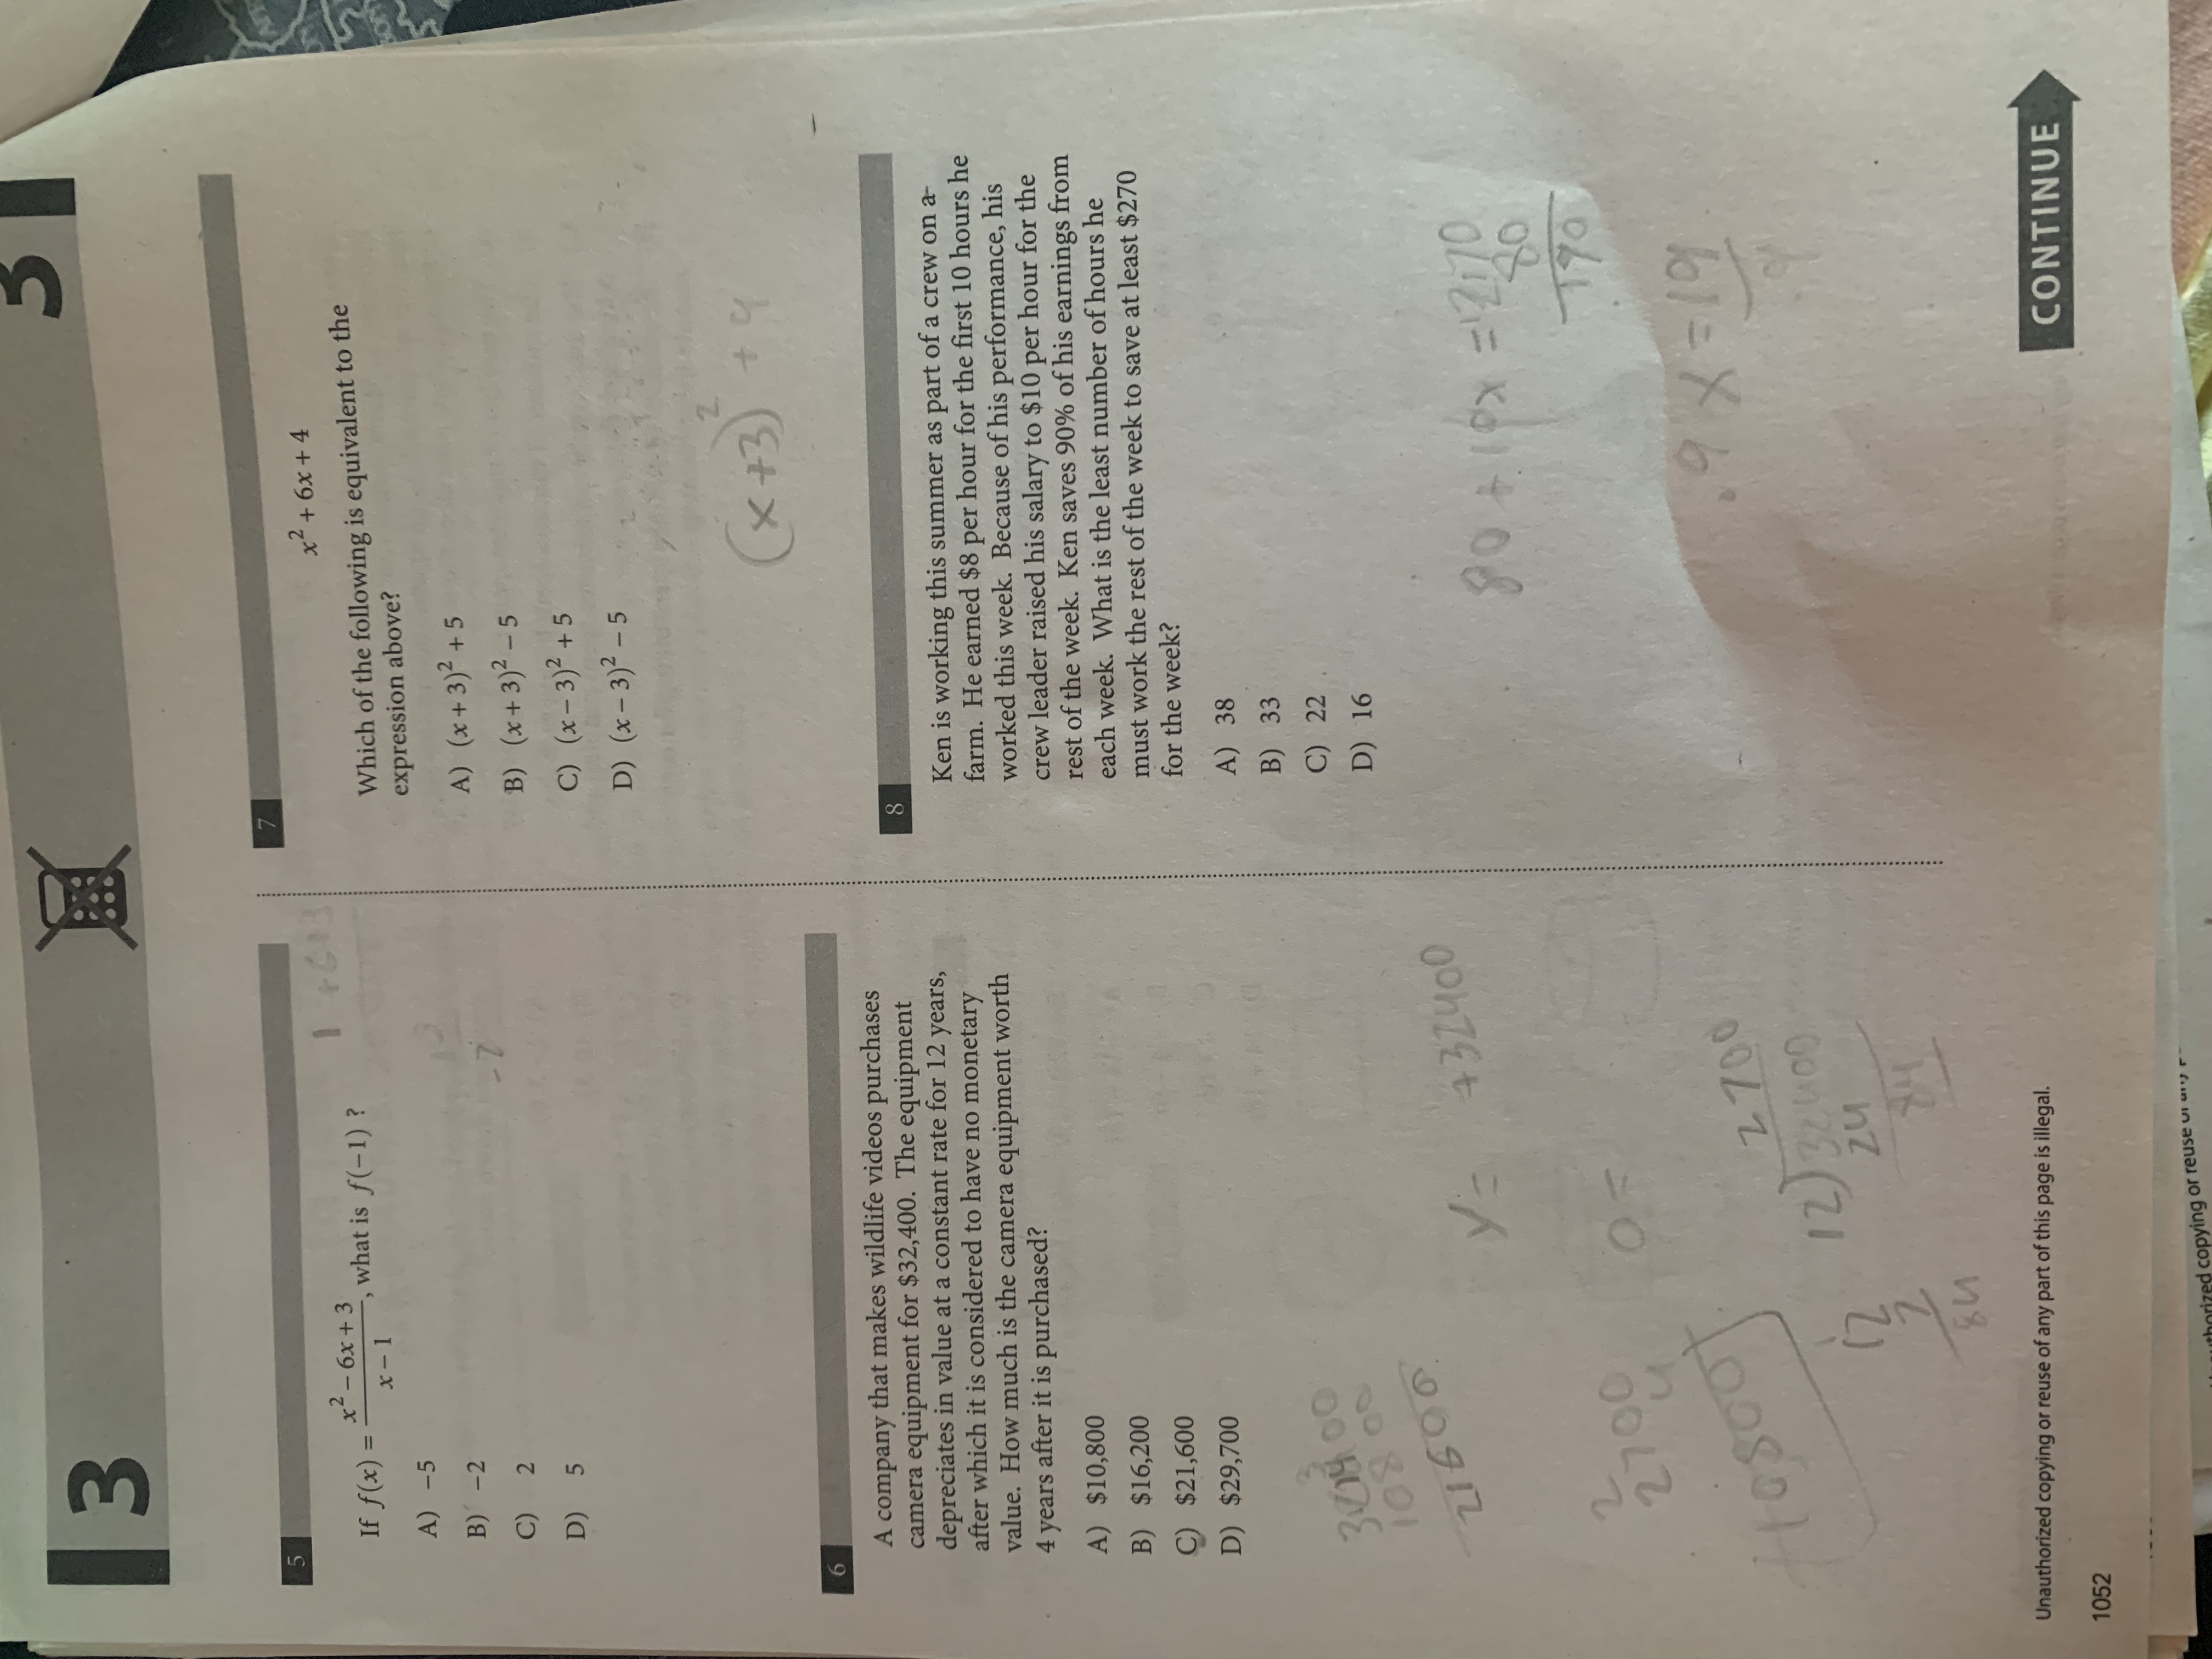 3
3
5
If f(x) = (x² − 6x + 3)/(x − 1), what is f(−1) ?
A) −5
B) −2
C) 2
D) 5
1 +6+3
-2
6
A company that makes wildlife videos purchases
camera equipment for $32,400. The equipment
depreciates in value at a constant rate for 12 years,
after which it is considered to have no monetary
value. How much is the camera equipment worth
4 years after it is purchased?
A) $10,800
B) $16,200
C) $21,600
D) $29,700
10800
21600
y= +32400
2
2700
4
0=
10800
2700
12)32400
24
84
12
7
84
7
x² + 6x + 4
Which of the following is equivalent to the
expression above?
A) (x + 3)² + 5
B) (x + 3)² − 5
C) (x − 3)² + 5
D) (x − 3)² − 5
(x+3)² + 4
8
Ken is working this summer as part of a crew on a
farm. He earned $8 per hour for the first 10 hours he
worked this week. Because of his performance, his
crew leader raised his salary to $10 per hour for the
rest of the week. Ken saves 90% of his earnings from
each week. What is the least number of hours he
must work the rest of the week to save at least $270
for the week?
A) 38
B) 33
C) 22
D) 16
80 + 10x = 270
80
190
.9 x = 19
.9
Unauthorized copying or reuse of any part of this page is illegal.
CONTINUE
1052
copying or reuse